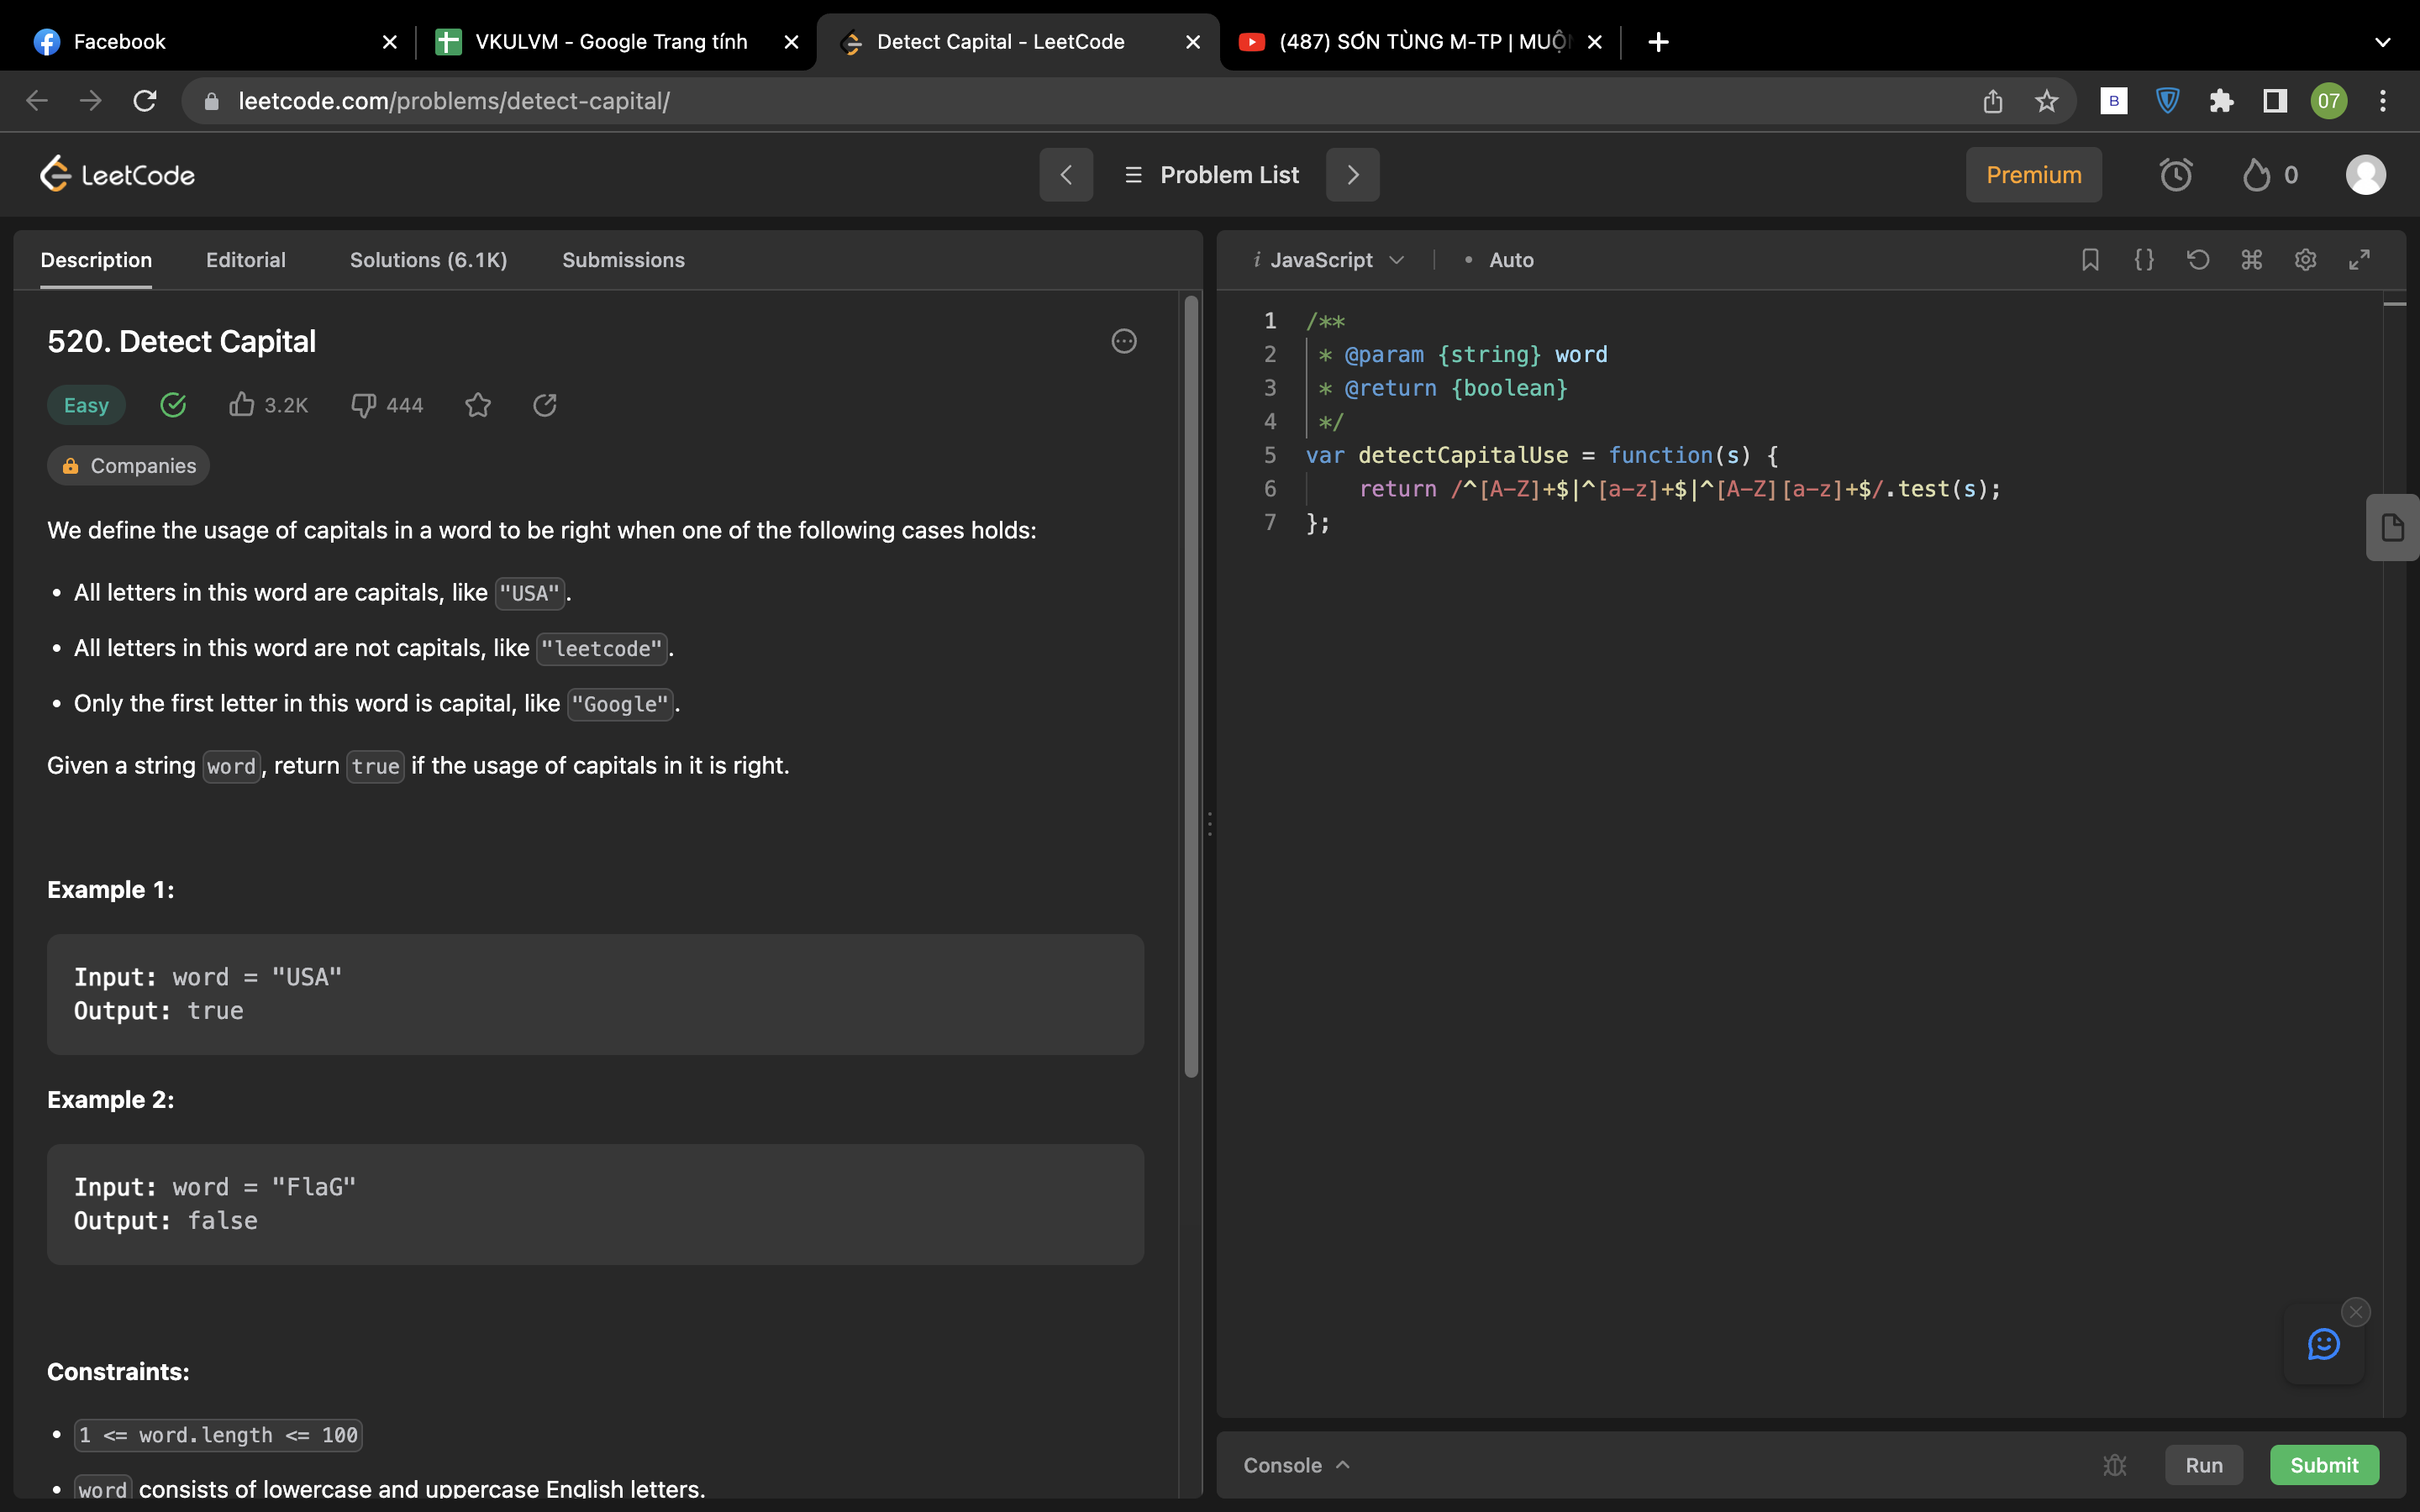 Facebook
VKULVM - Google Trang tính
Detect Capital - LeetCode
(487) SƠN TÙNG M-TP | MUỘN
leetcode.com/problems/detect-capital/
B
07
LeetCode
Problem List
Premium
0
Description
Editorial
Solutions (6.1K)
Submissions
520. Detect Capital
Easy
3.2K
444
Companies
We define the usage of capitals in a word to be right when one of the following cases holds:
• All letters in this word are capitals, like "USA".
• All letters in this word are not capitals, like "leetcode".
• Only the first letter in this word is capital, like "Google".
Given a string word, return true if the usage of capitals in it is right.
Example 1:
Input: word = "USA"
Output: true
Example 2:
Input: word = "FlaG"
Output: false
Constraints:
• 1 <= word.length <= 100
• word consists of lowercase and uppercase English letters.
i JavaScript
• Auto
1 /**
2 * @param {string} word
3 * @return {boolean}
4 */
5 var detectCapitalUse = function(s) {
6 return /^[A-Z]+$|^[a-z]+$|^[A-Z][a-z]+$/.test(s);
7 };
Console
Run
Submit